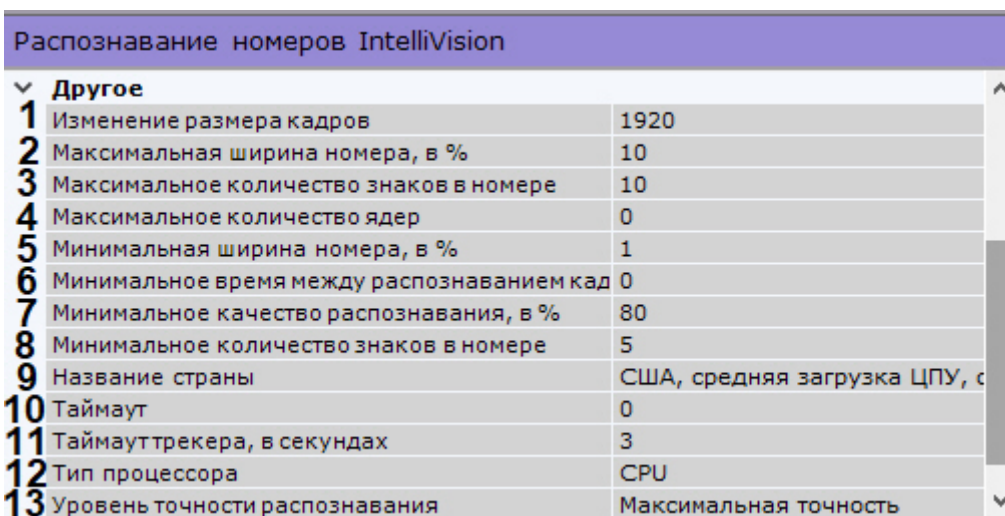 Распознавание номеров IntelliVision
Другое
1 Изменение размера кадров 1920
2 Максимальная ширина номера, в % 10
3 Максимальное количество знаков в номере 10
4 Максимальное количество ядер 0
5 Минимальная ширина номера, в % 1
6 Минимальное время между распознаванием кад 0
7 Минимальное качество распознавания, в % 80
8 Минимальное количество знаков в номере 5
9 Название страны США, средняя загрузка ЦПУ, с
10 Таймаут 0
11 Таймаут трекера, в секундах 3
12 Тип процессора CPU
13 Уровень точности распознавания Максимальная точность